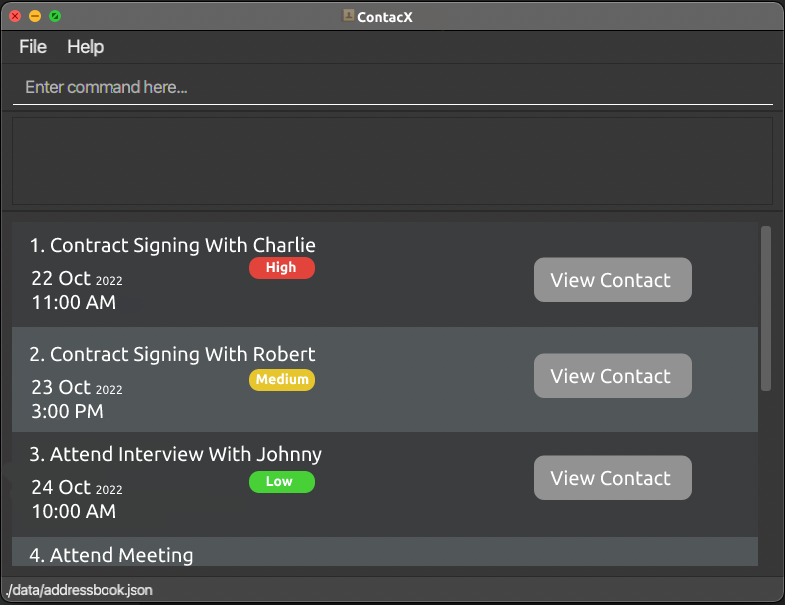 ContacX
File Help
Enter command here...
1. Contract Signing With Charlie
High
22 Oct 2022
11:00 AM
View Contact
2. Contract Signing With Robert
Medium
23 Oct 2022
3:00 PM
View Contact
3. Attend Interview With Johnny
Low
24 Oct 2022
10:00 AM
View Contact
4. Attend Meeting
./data/addressbook.json